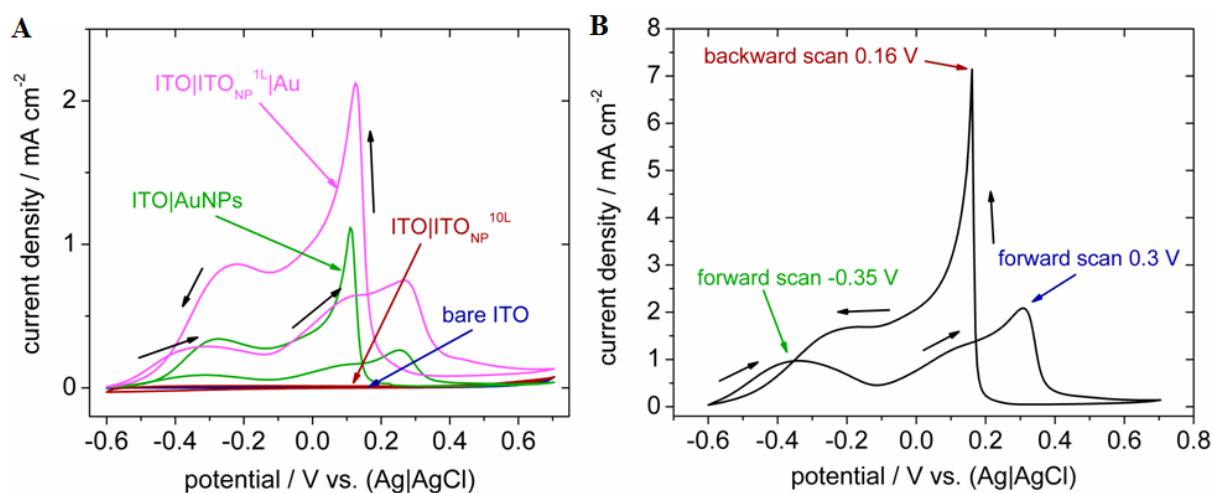 A
ITO|ITO_NP^1L|Au
ITO|AuNPs
ITO|ITO_NP^10L
bare ITO
current density / mA cm^-2
2
1
0
-0.6 -0.4 -0.2 0.0 0.2 0.4 0.6
potential / V vs. (Ag|AgCl)
B
backward scan 0.16 V
forward scan -0.35 V
forward scan 0.3 V
current density / mA cm^-2
8
7
6
5
4
3
2
1
0
-0.6 -0.4 -0.2 0.0 0.2 0.4 0.6 0.8
potential / V vs. (Ag|AgCl)